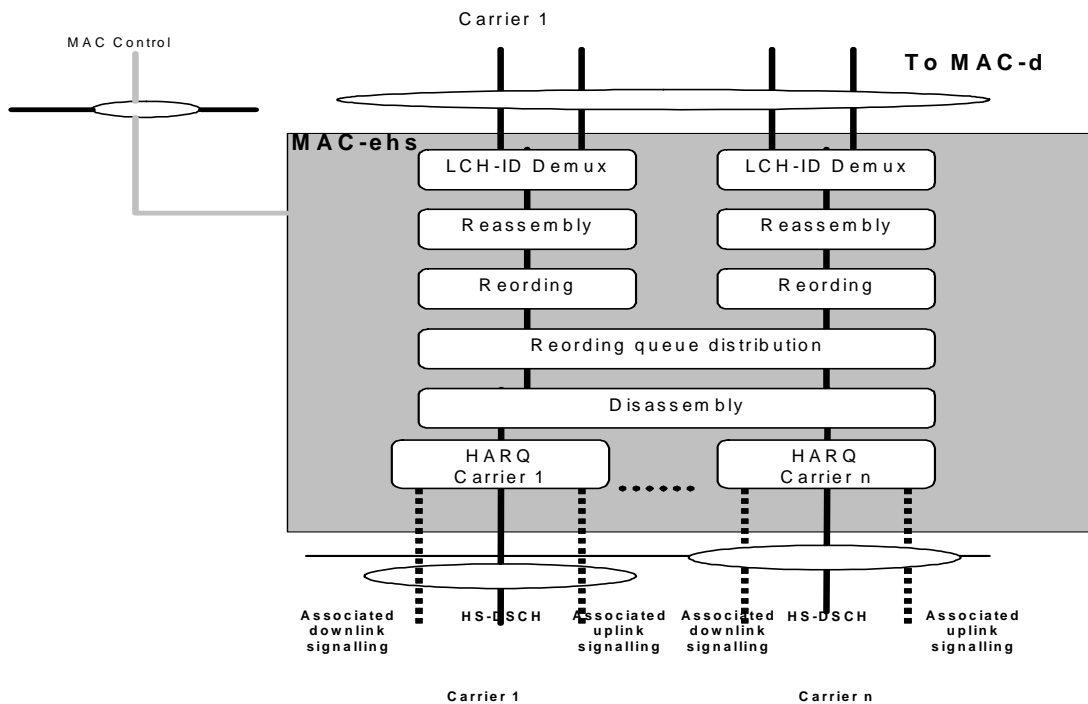 Carrier 1
MAC Control
To MAC-d
MAC-ehs
LCH-ID Demux
LCH-ID Demux
Reassembly
Reassembly
Reording
Reording
Reording queue distribution
Disassembly
HARQ
Carrier 1
HARQ
Carrier n
Associated
downlink
signalling
HS-DSCH
Associated
uplink
signalling
Associated
downlink
signalling
HS-DSCH
Associated
uplink
signalling
Carrier 1
Carrier n